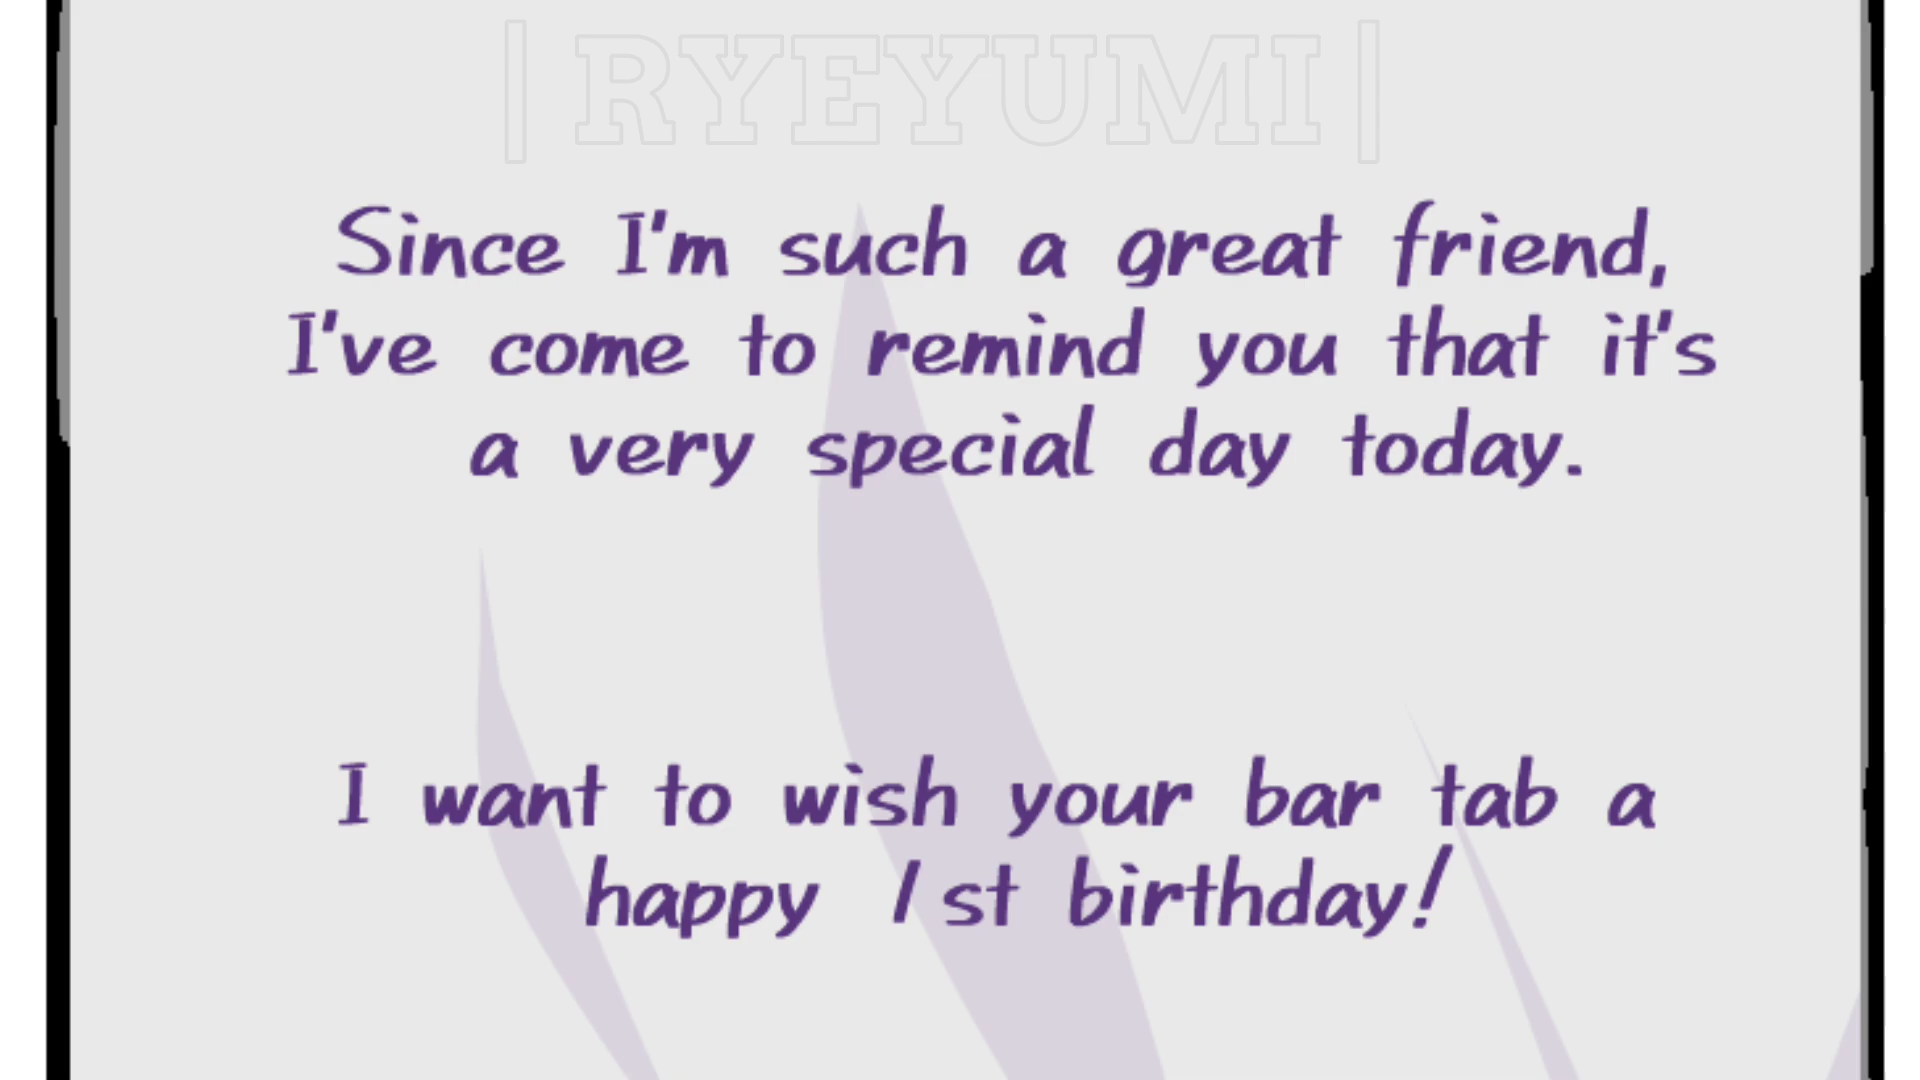 | RYEYUMI |
Since I'm such a great friend,
I've come to remind you that it's
a very special day today.
I want to wish your bar tab a
happy 1st birthday!